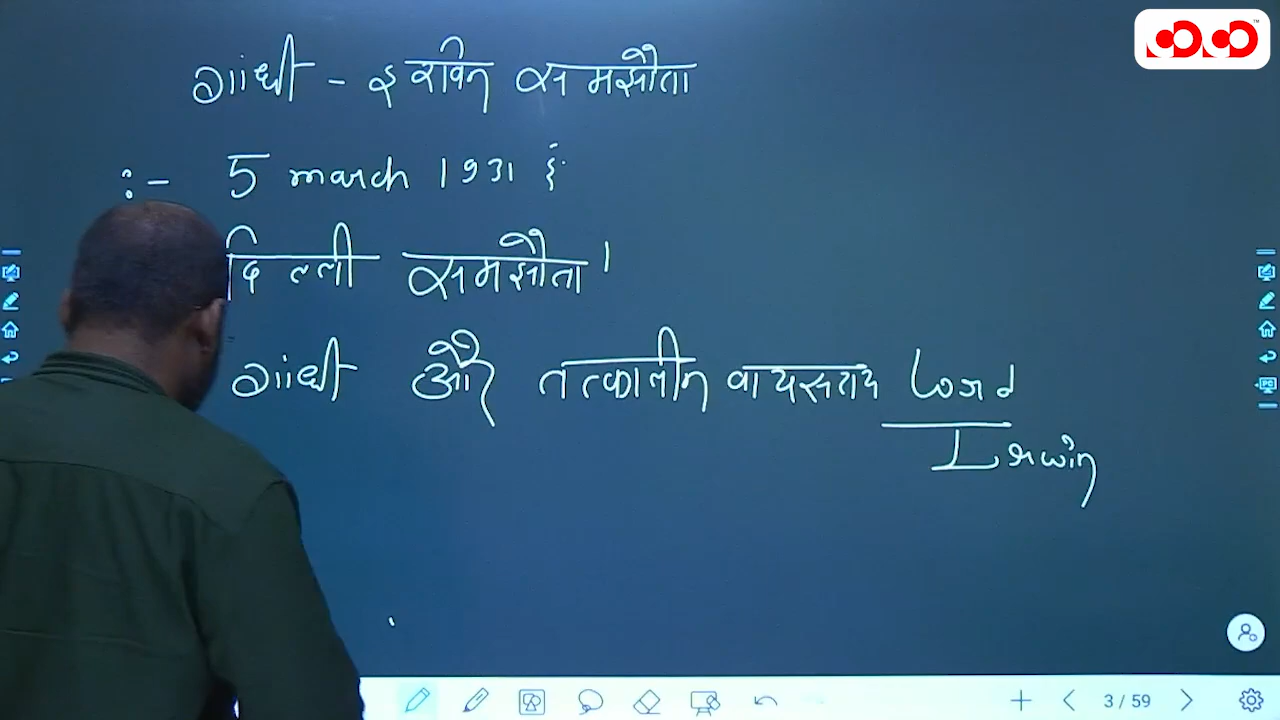 गांधी - इरविन समझौता
:- 5 march 1931 ई.
दिल्ली समझौता।
गांधी और तत्कालीन वायसराय Lord
Irwin
3 / 59